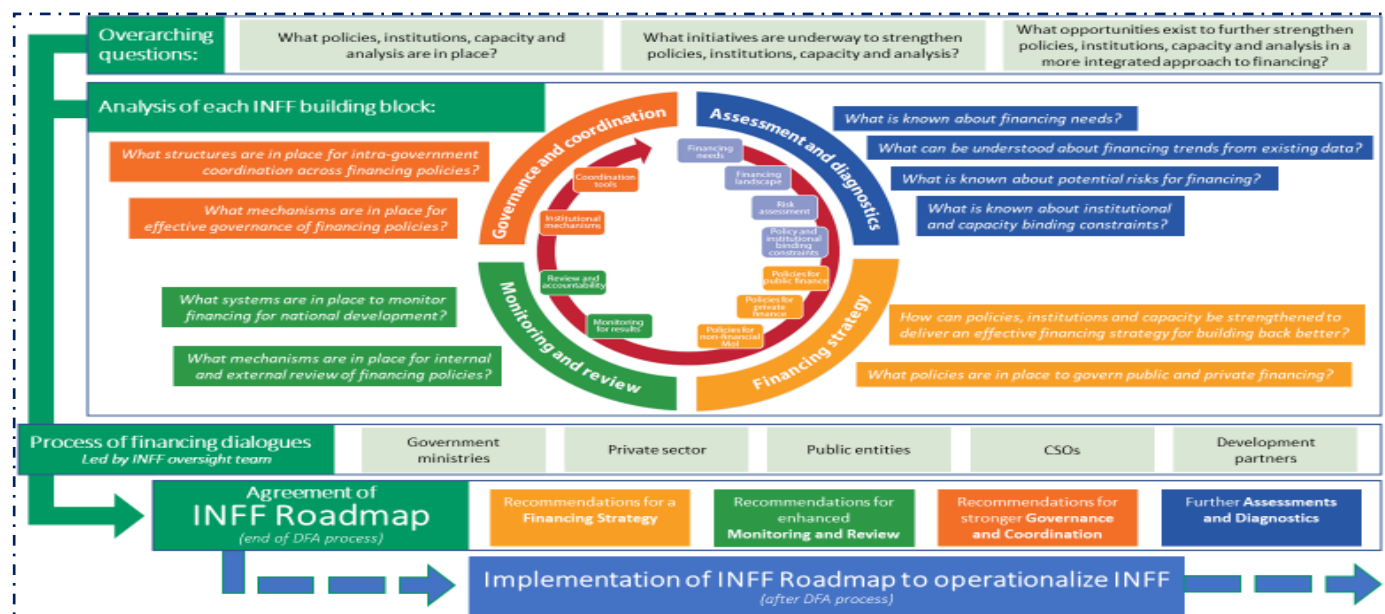 Overarching
questions:
What policies, institutions, capacity and
analysis are in place?
What initiatives are underway to strengthen
policies, institutions, capacity and analysis?
What opportunities exist to further strengthen
policies, institutions, capacity and analysis in a
more integrated approach to financing?
Analysis of each INFF building block:
What structures are in place for intra-government
coordination across financing policies?
What mechanisms are in place for
effective governance of financing policies?
What systems are in place to monitor
financing for national development?
What mechanisms are in place for internal
and external review of financing policies?
Governance and coordination
Assessment and diagnostics
Financing strategy
Monitoring and review
Financing
needs
Financing
landscape
Risk
assessment
Policy and
institutional
binding
constraints
Policies for
public finance
Policies for
private
finance
Policies for
non-financial
MoI
Monitoring
for results
Review and
accountability
Institutional
mechanisms
Coordination
tools
What is known about financing needs?
What can be understood about financing trends from existing data?
What is known about potential risks for financing?
What is known about institutional
and capacity binding constraints?
How can policies, institutions and capacity be strengthened to
deliver an effective financing strategy for building back better?
What policies are in place to govern public and private financing?
Process of financing dialogues
Led by INFF oversight team
Government
ministries
Private sector
Public entities
CSOs
Development
partners
Agreement of
INFF Roadmap
(end of DFA process)
Recommendations for a
Financing Strategy
Recommendations for
enhanced
Monitoring and Review
Recommendations for
stronger Governance
and Coordination
Further Assessments
and Diagnostics
Implementation of INFF Roadmap to operationalize INFF
(after DFA process)